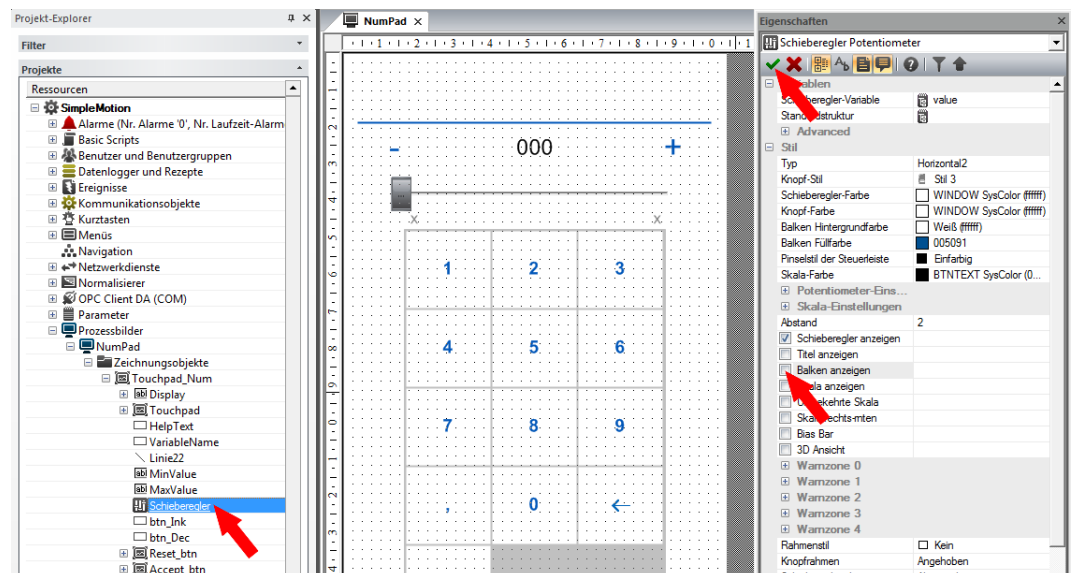 Projekt-Explorer
Filter
Projekte
Ressourcen
SimpleMotion
Alarme (Nr. Alarme '0', Nr. Laufzeit-Alarm
Basic Scripts
Benutzer und Benutzergruppen
Datenlogger und Rezepte
Ereignisse
Kommunikationsobjekte
Kurztasten
Menüs
Navigation
Netzwerkdienste
Normalisierer
OPC Client DA (COM)
Parameter
Prozessbilder
NumPad
Zeichnungsobjekte
Touchpad_Num
Display
Touchpad
HelpText
VariableName
Linie22
MinValue
MaxValue
Schieberegler
btn_Ink
btn_Dec
Reset_btn
Accept_btn
NumPad
- 000 +
x x
1 2 3
4 5 6
7 8 9
, 0 ←
Eigenschaften
Schieberegler Potentiometer
Schieberegler-Variable value
Advanced
Stil
Typ Horizontal2
Knopf-Stil Stil 3
Schieberegler-Farbe WINDOW SysColor (ffffff)
Knopf-Farbe WINDOW SysColor (ffffff)
Balken Hintergrundfarbe Weiß (ffffff)
Balken Füllfarbe 005091
Pinselstil der Steuerleiste Einfarbig
Skala-Farbe BTNTEXT SysColor (0...
Potentiometer-Eins...
Skala-Einstellungen
Abstand 2
Schieberegler anzeigen
Titel anzeigen
Balken anzeigen
anzeigen
Skala
Bias Bar
3D Ansicht
Warnzone 0
Warnzone 1
Warnzone 2
Warnzone 3
Warnzone 4
Rahmenstil Kein
Knopfrahmen Angehoben